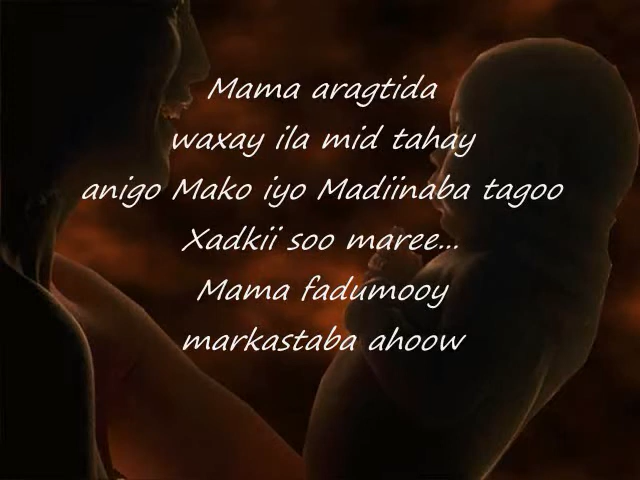 Mama aragtida
waxay ila mid tahay
anigo Mako iyo Madiinaba tagoo
Xadkii soo maree...
Mama fadumooy
markastaba ahoow